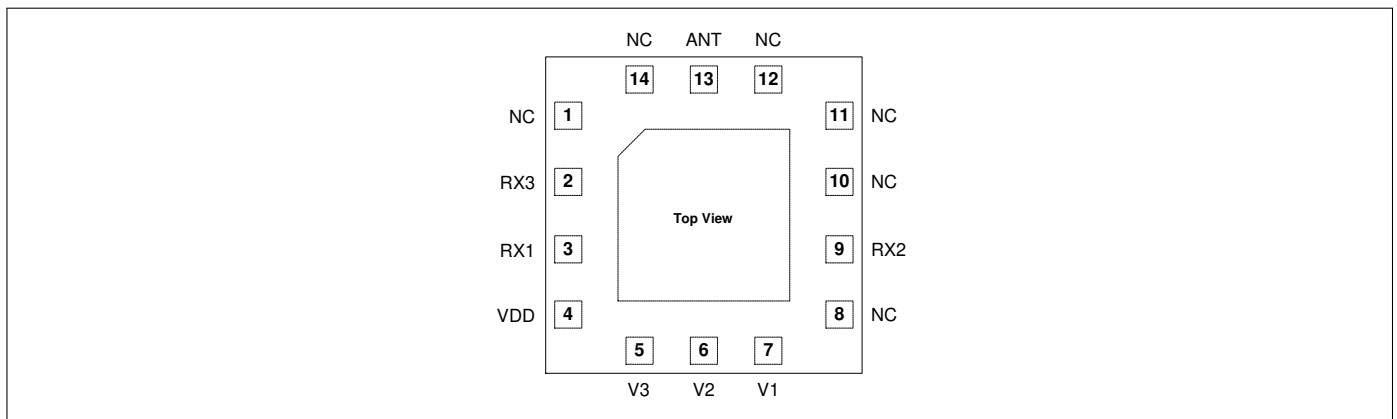 NC ANT NC
14 13 12
NC 1 11 NC
RX3 2 10 NC
Top View
RX1 3 9 RX2
VDD 4 8 NC
5 6 7
V3 V2 V1